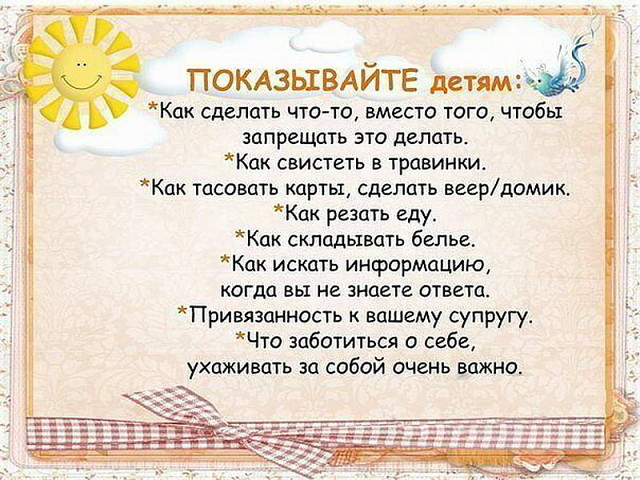 ПОКАЗЫВАЙТЕ детям:
*Как сделать что-то, вместо того, чтобы
запрещать это делать.
*Как свистеть в травинки.
*Как тасовать карты, сделать веер/домик.
*Как резать еду.
*Как складывать белье.
*Как искать информацию,
когда вы не знаете ответа.
*Привязанность к вашему супругу.
*Что заботиться о себе,
ухаживать за собой очень важно.